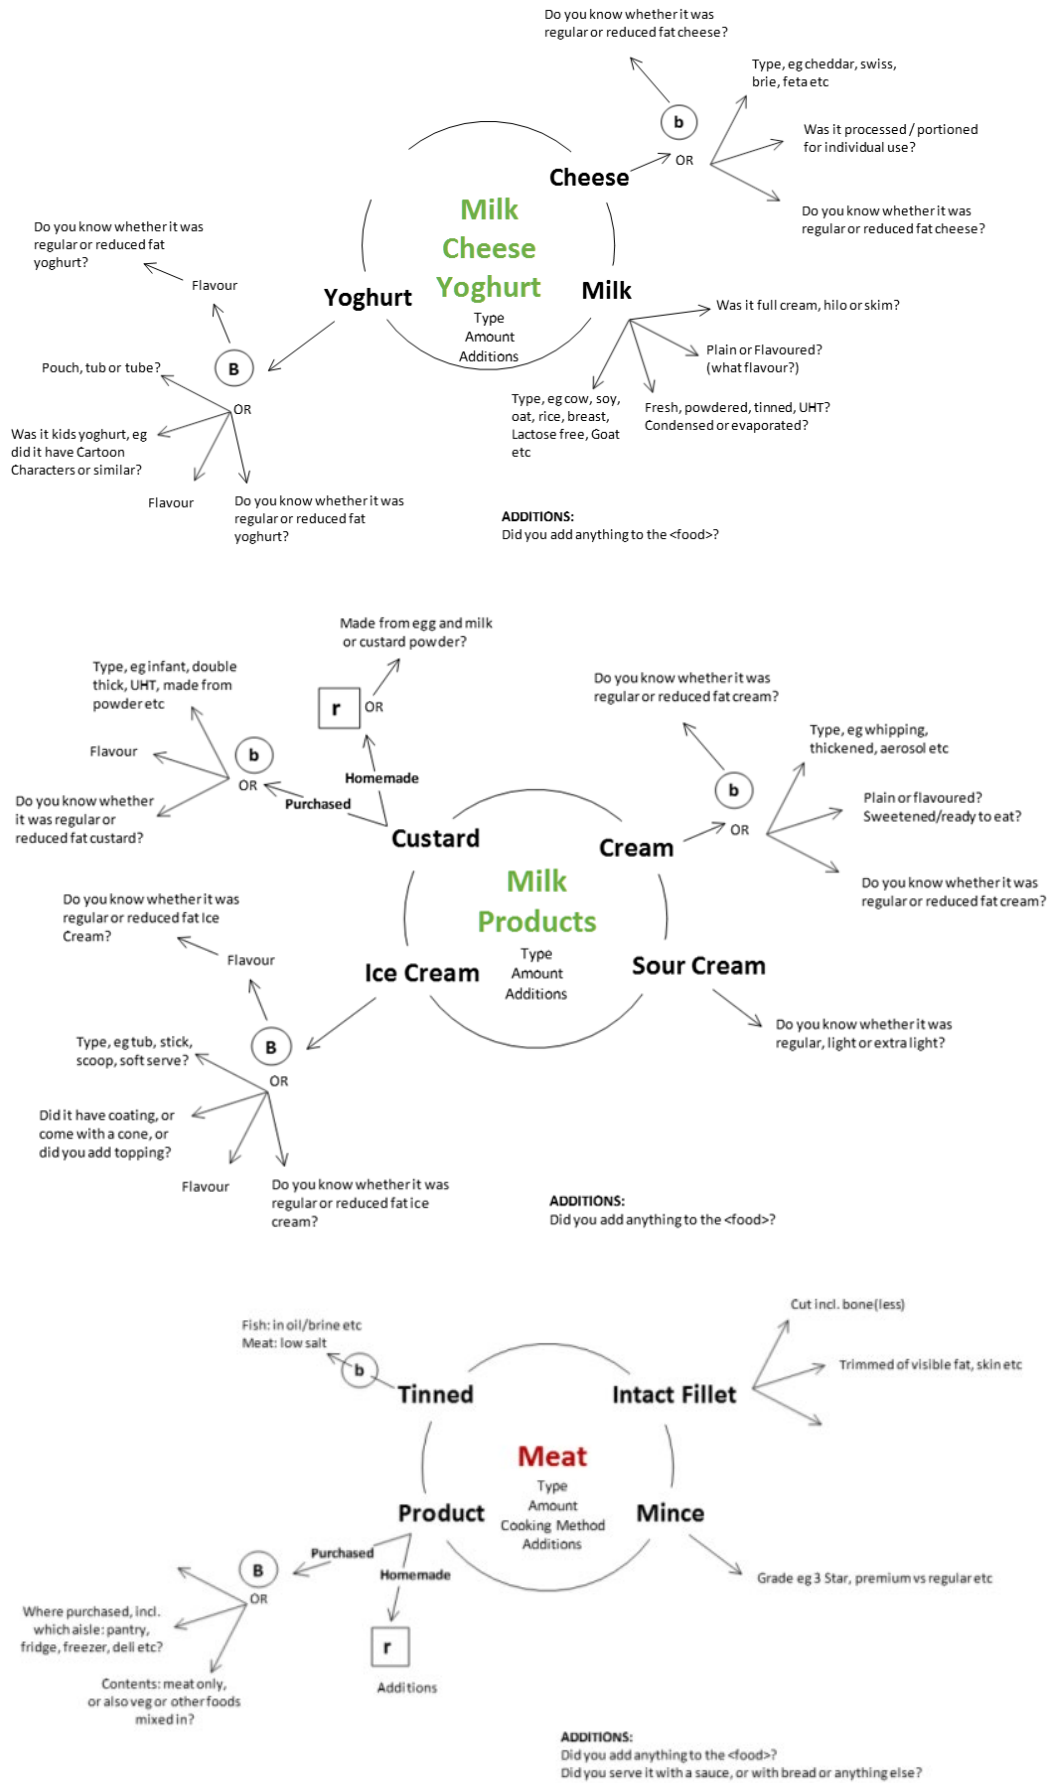 Do you know whether it was
regular or reduced fat cheese?
Type, eg cheddar, swiss,
brie, feta etc
b
OR
Was it processed / portioned
for individual use?
Cheese
Do you know whether it was
regular or reduced fat cheese?
Milk
Cheese
Yoghurt
Type
Amount
Additions
Do you know whether it was
regular or reduced fat
yoghurt?
Flavour
Yoghurt
Milk
Was it full cream, hilo or skim?
Plain or Flavoured?
(what flavour?)
B
OR
Pouch, tub or tube?
Type, eg cow, soy,
oat, rice, breast,
Lactose free, Goat
etc
Fresh, powdered, tinned, UHT?
Condensed or evaporated?
Was it kids yoghurt, eg
did it have Cartoon
Characters or similar?
Flavour
Do you know whether it was
regular or reduced fat
yoghurt?
ADDITIONS:
Did you add anything to the <food>?
Made from egg and milk
or custard powder?
r
OR
Homemade
Type, eg infant, double
thick, UHT, made from
powder etc
b
OR
Flavour
Purchased
Do you know whether
it was regular or
reduced fat custard?
Custard
Do you know whether it was
regular or reduced fat cream?
Type, eg whipping,
thickened, aerosol etc
b
OR
Plain or flavoured?
Sweetened/ready to eat?
Cream
Do you know whether it was
regular or reduced fat cream?
Milk
Products
Type
Amount
Additions
Do you know whether it was
regular or reduced fat Ice
Cream?
Flavour
Ice Cream
Sour Cream
Do you know whether it was
regular, light or extra light?
B
OR
Type, eg tub, stick,
scoop, soft serve?
Did it have coating, or
come with a cone, or
did you add topping?
Flavour
Do you know whether it was
regular or reduced fat ice
cream?
ADDITIONS:
Did you add anything to the <food>?
Fish: in oil/brine etc
Meat: low salt
b
Tinned
Intact Fillet
Cut incl. bone(less)
Trimmed of visible fat, skin etc
Meat
Type
Amount
Cooking Method
Additions
Product
Mince
Purchased
Homemade
B
OR
Grade eg 3 Star, premium vs regular etc
Where purchased, incl.
which aisle: pantry,
fridge, freezer, deli etc?
r
Additions
Contents: meat only,
or also veg or other foods
mixed in?
ADDITIONS:
Did you add anything to the <food>?
Did you serve it with a sauce, or with bread or anything else?